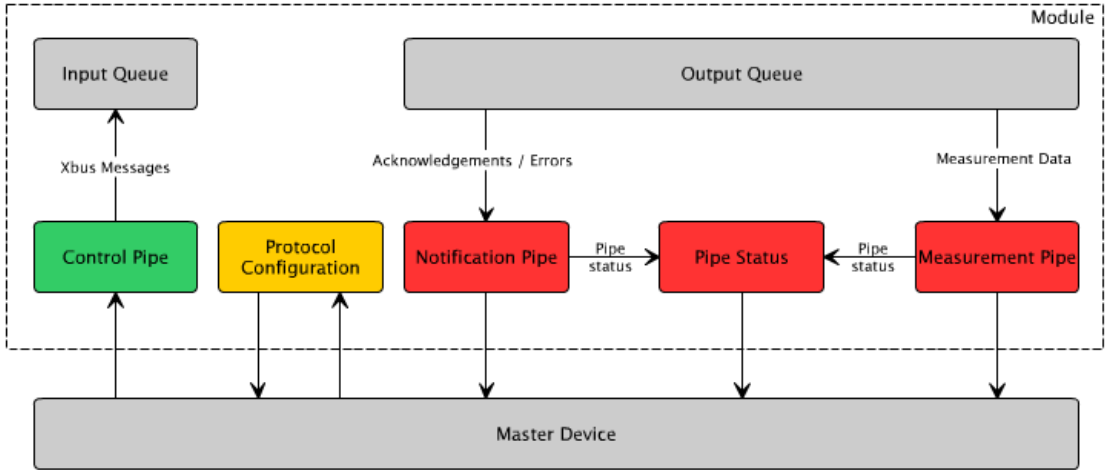 Module
Input Queue
Output Queue
Xbus Messages
Acknowledgements / Errors
Measurement Data
Control Pipe
Protocol
Configuration
Notification Pipe
Pipe
status
Pipe Status
Pipe
status
Measurement Pipe
Master Device